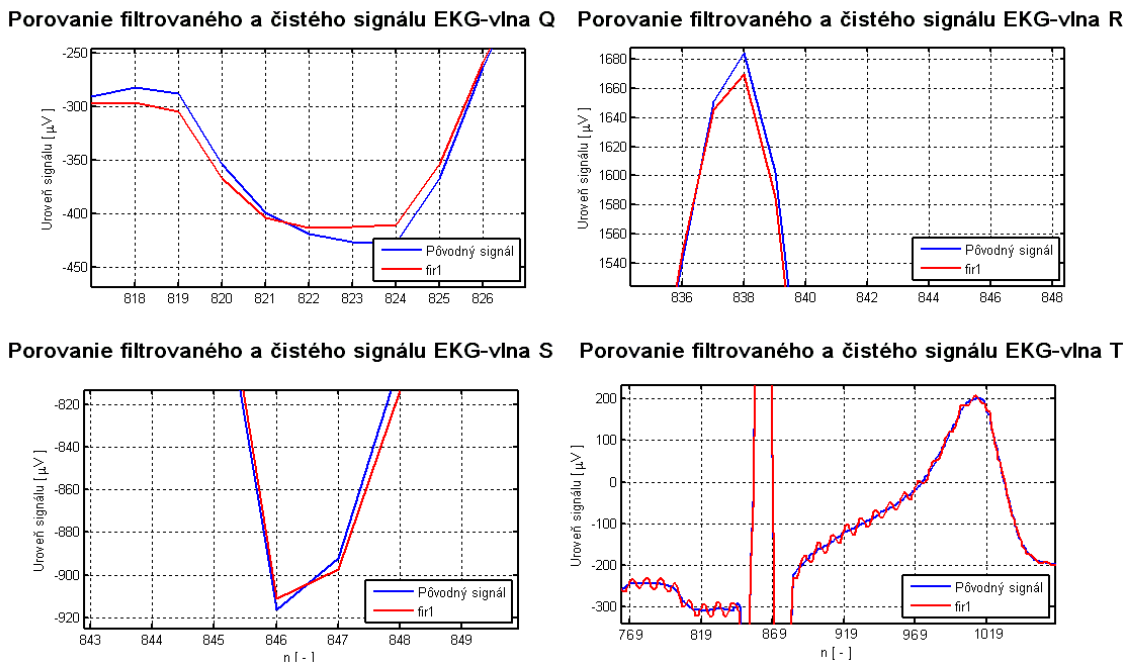 Porovanie filtrovaného a čistého signálu EKG-vlna Q
-250
-300
-350
-400
-450
Uroveň signálu [ μV ]
Pôvodný signál
fir1
818 819 820 821 822 823 824 825 826
Porovanie filtrovaného a čistého signálu EKG-vlna R
1680
1660
1640
1620
1600
1580
1560
1540
Uroveň signálu [ μV ]
Pôvodný signál
fir1
836 838 840 842 844 846 848
Porovanie filtrovaného a čistého signálu EKG-vlna S
-820
-840
-860
-880
-900
-920
Uroveň signálu [ μV ]
Pôvodný signál
fir1
843 844 845 846 847 848 849
n [ - ]
Porovanie filtrovaného a čistého signálu EKG-vlna T
200
100
0
-100
-200
-300
Uroveň signálu [ μV ]
Pôvodný signál
fir1
769 819 869 919 969 1019
n [ - ]